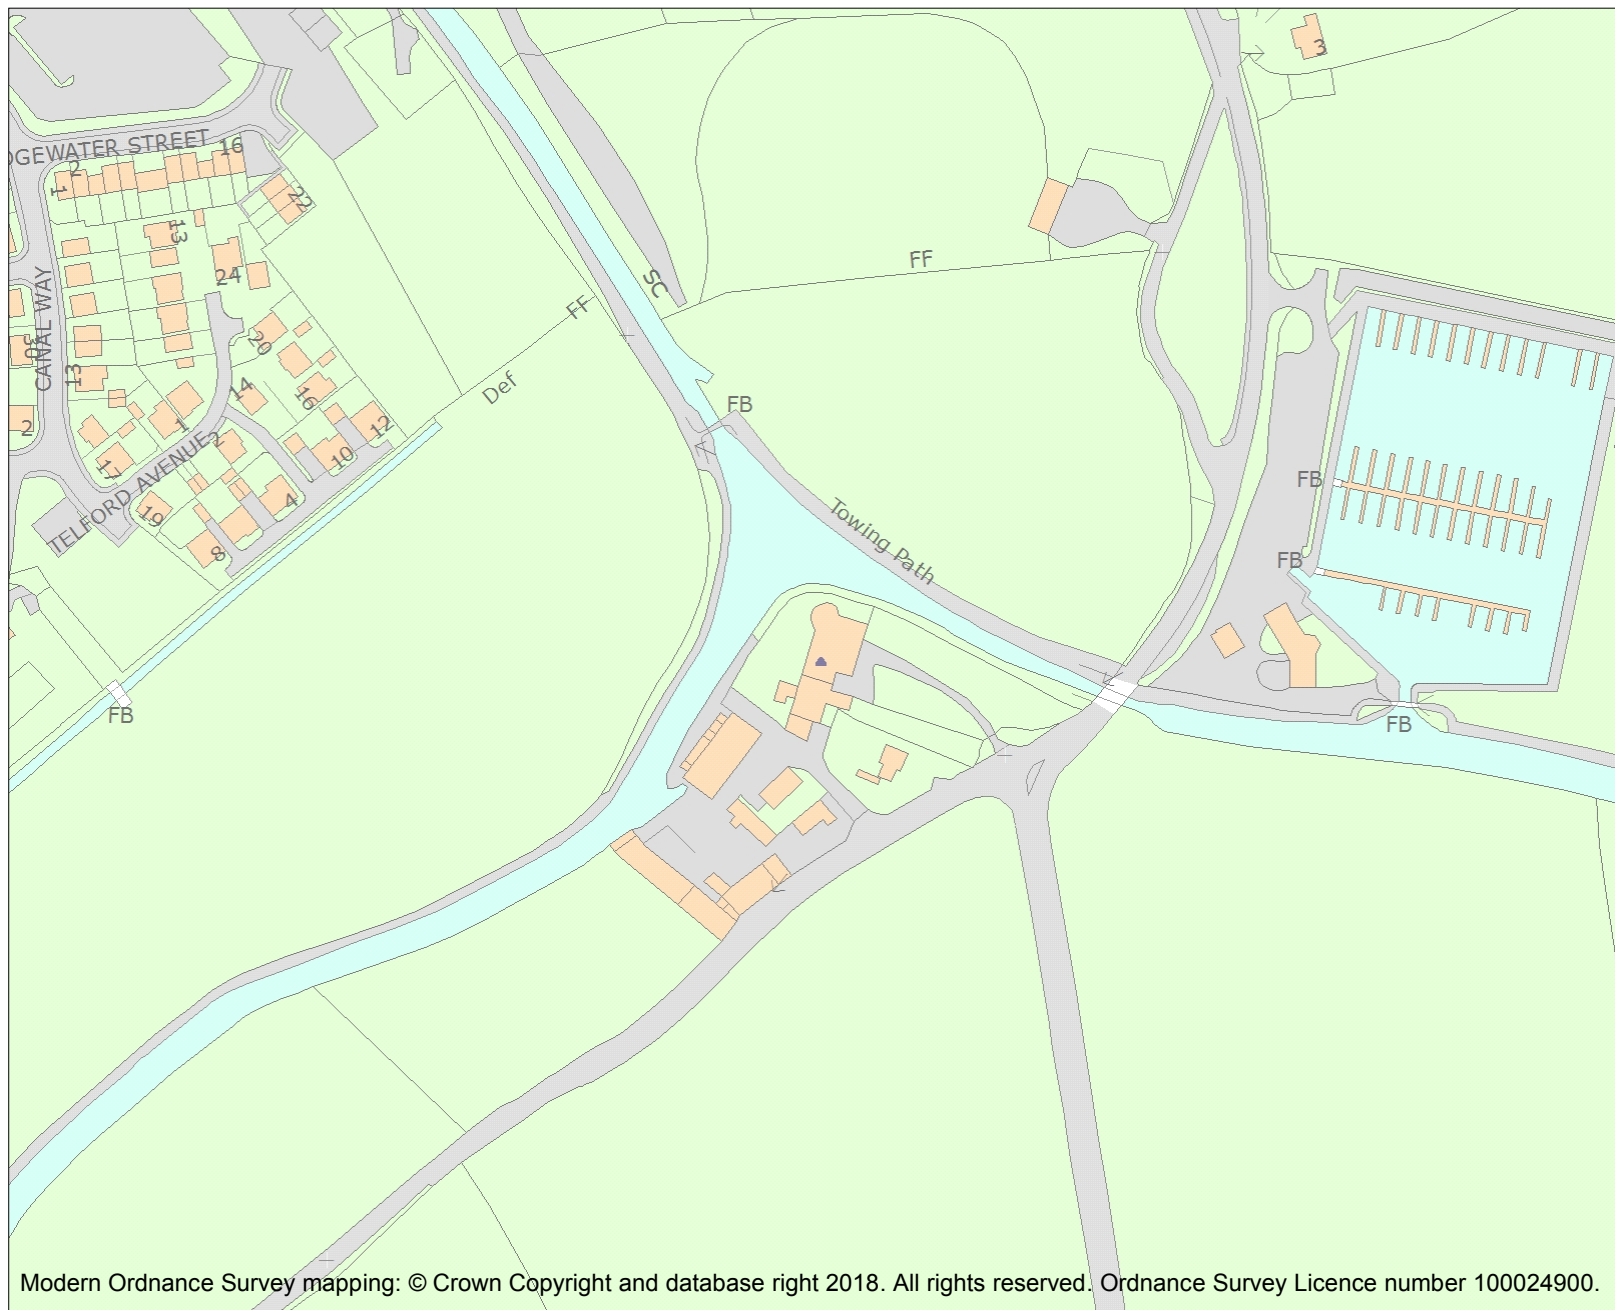 3
DGEWATER STREET
16
2
1
22
13
24
FF
SC
FF
CANAL WAY
30
20
13
Def
14
16
FB
12
1
2
2
10
17
TELFORD AVENUE
4
19
8
FB
Towing Path
FB
FB
FB
Modern Ordnance Survey mapping: © Crown Copyright and database right 2018. All rights reserved. Ordnance Survey Licence number 100024900.